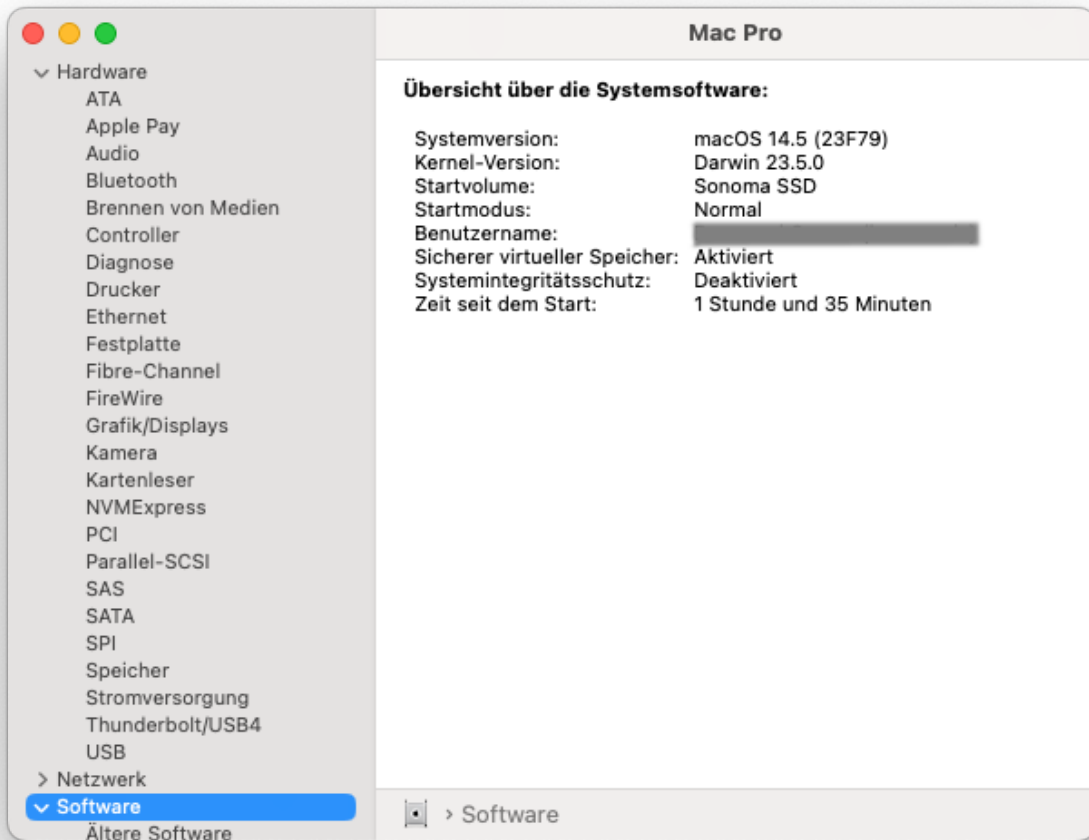 Mac Pro
Hardware
ATA
Apple Pay
Audio
Bluetooth
Brennen von Medien
Controller
Diagnose
Drucker
Ethernet
Festplatte
Fibre-Channel
FireWire
Grafik/Displays
Kamera
Kartenleser
NVMExpress
PCI
Parallel-SCSI
SAS
SATA
SPI
Speicher
Stromversorgung
Thunderbolt/USB4
USB
Netzwerk
Software
Ältere Software
Übersicht über die Systemsoftware:
Systemversion: macOS 14.5 (23F79)
Kernel-Version: Darwin 23.5.0
Startvolume: Sonoma SSD
Startmodus: Normal
Benutzername:
Sicherer virtueller Speicher: Aktiviert
Systemintegritätsschutz: Deaktiviert
Zeit seit dem Start: 1 Stunde und 35 Minuten
› Software